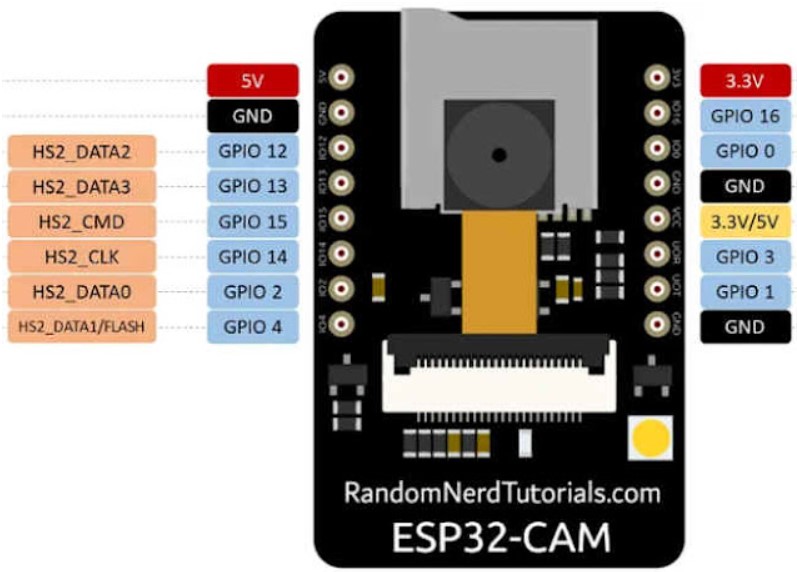 5V
GND
HS2_DATA2 GPIO 12
HS2_DATA3 GPIO 13
HS2_CMD GPIO 15
HS2_CLK GPIO 14
HS2_DATA0 GPIO 2
HS2_DATA1/FLASH GPIO 4
5V
GND
IO12
IO13
IO15
IO14
IO2
IO4
3V3
IO16
IO0
GND
VCC
UOR
UOT
GND
3.3V
GPIO 16
GPIO 0
GND
3.3V/5V
GPIO 3
GPIO 1
GND
RandomNerdTutorials.com
ESP32-CAM